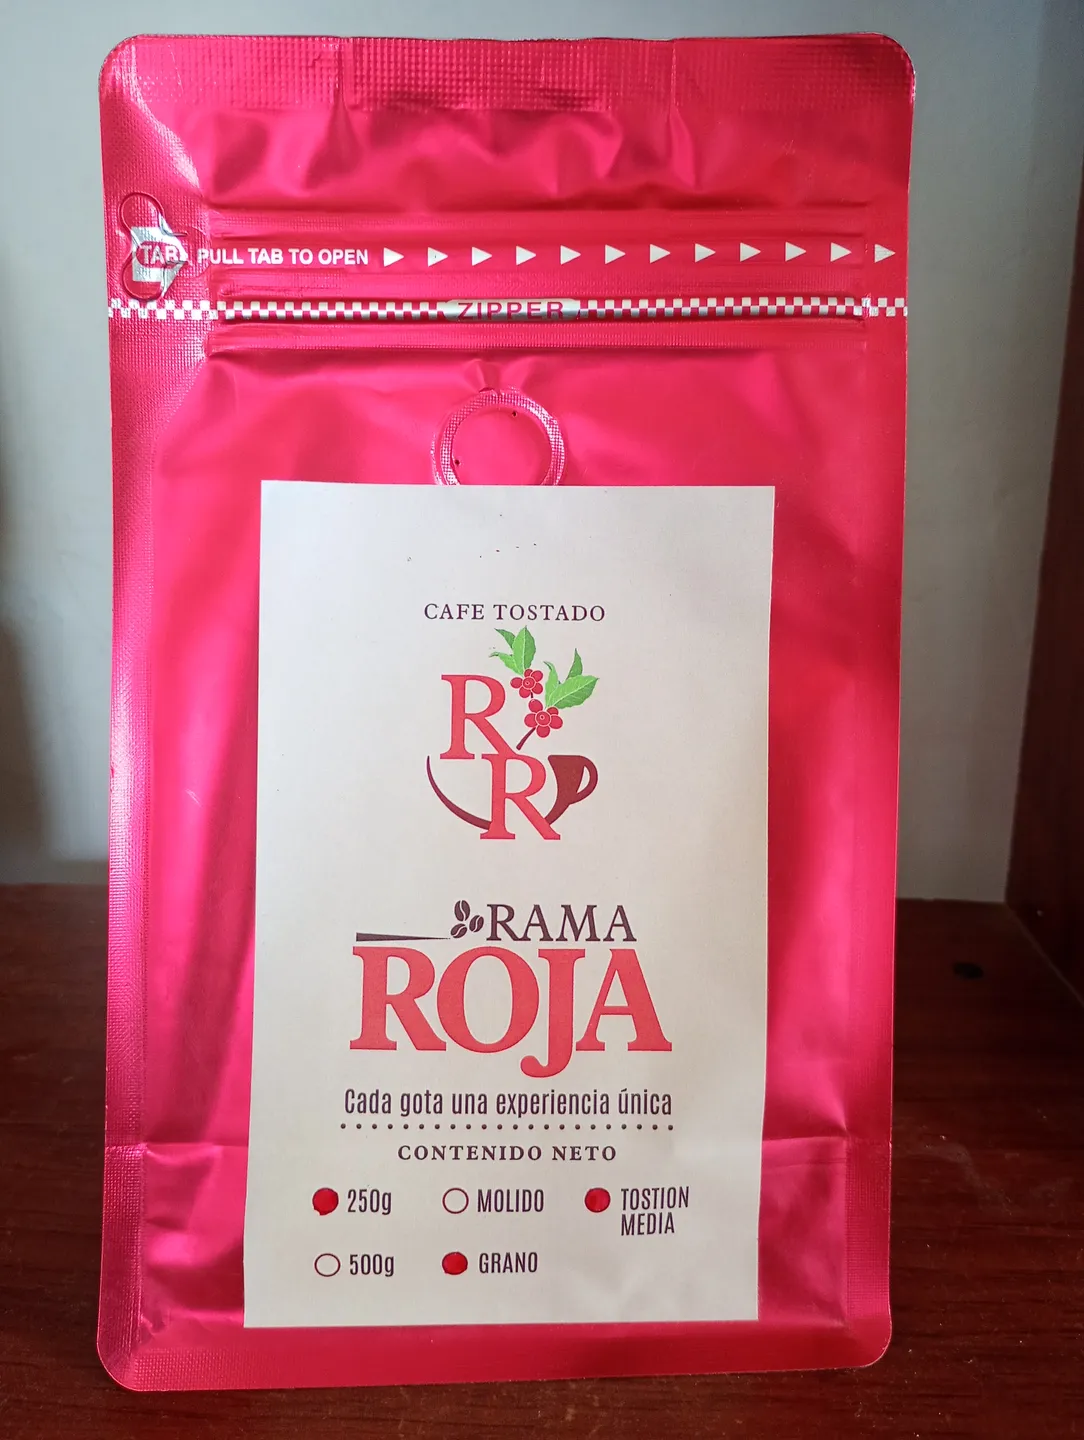 TAB PULL TAB TO OPEN
ZIPPER
CAFE TOSTADO
R
R
RAMA
ROJA
Cada gota una experiencia única
CONTENIDO NETO
250g MOLIDO TOSTION
MEDIA
500g GRANO